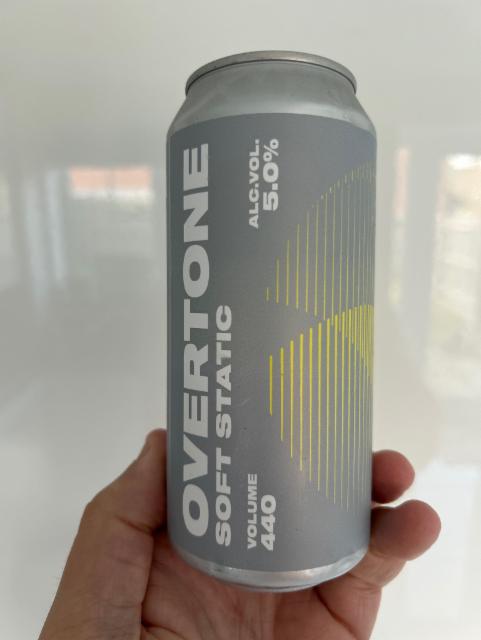 OVERTONE
SOFT STATIC
VOLUME
440
ALC.VOL.
5.0%